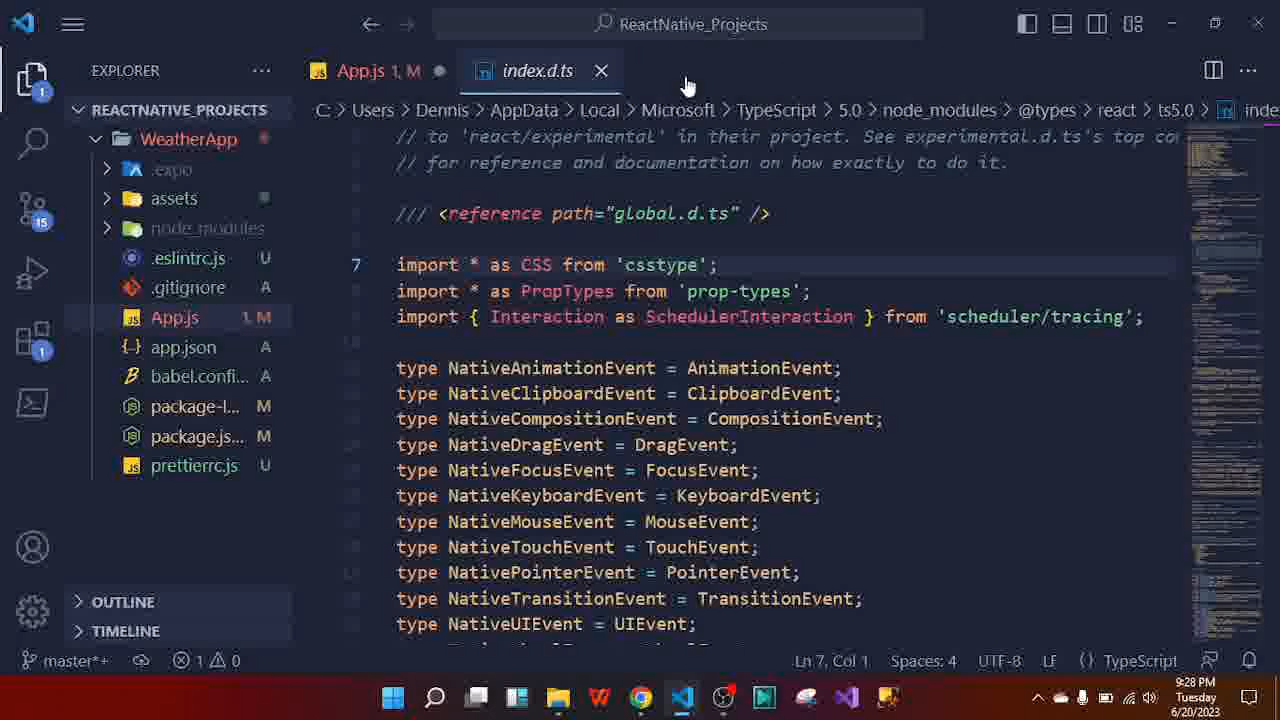 ReactNative_Projects
EXPLORER
App.js 1, M
index.d.ts
REACTNATIVE_PROJECTS
C: > Users > Dennis > AppData > Local > Microsoft > TypeScript > 5.0 > node_modules > @types > react > ts5.0 > inde
WeatherApp
.expo
assets
node_modules
.eslintrc.js U
.gitignore A
App.js 1, M
app.json A
babel.confi... A
package-l... M
package.js... M
prettierrc.js U
OUTLINE
TIMELINE
// to 'react/experimental' in their project. See experimental.d.ts's top co
// for reference and documentation on how exactly to do it.
/// <reference path="global.d.ts" />
7 import * as CSS from 'csstype';
import * as PropTypes from 'prop-types';
import { Interaction as SchedulerInteraction } from 'scheduler/tracing';
type NativeAnimationEvent = AnimationEvent;
type NativeClipboardEvent = ClipboardEvent;
type NativeCompositionEvent = CompositionEvent;
type NativeDragEvent = DragEvent;
type NativeFocusEvent = FocusEvent;
type NativeKeyboardEvent = KeyboardEvent;
type NativeMouseEvent = MouseEvent;
type NativeTouchEvent = TouchEvent;
type NativePointerEvent = PointerEvent;
type NativeTransitionEvent = TransitionEvent;
type NativeUIEvent = UIEvent;
1
15
1
master*+
1 0
Ln 7, Col 1
Spaces: 4
UTF-8
LF
{} TypeScript
9:28 PM
Tuesday
6/20/2023